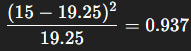 (15 − 19.25)² / 19.25 = 0.937